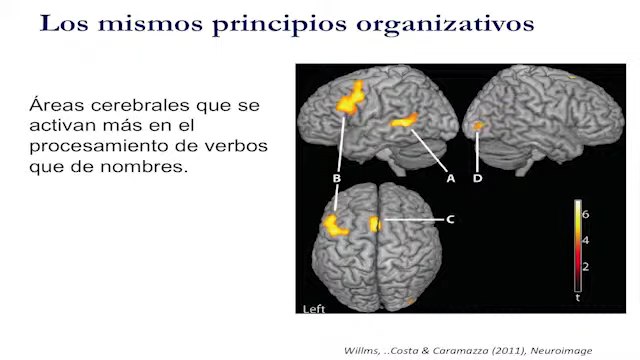 Los mismos principios organizativos
Áreas cerebrales que se
activan más en el
procesamiento de verbos
que de nombres.
B
A
D
C
6
4
2
t
Left
Willms, ..Costa & Caramazza (2011), Neuroimage